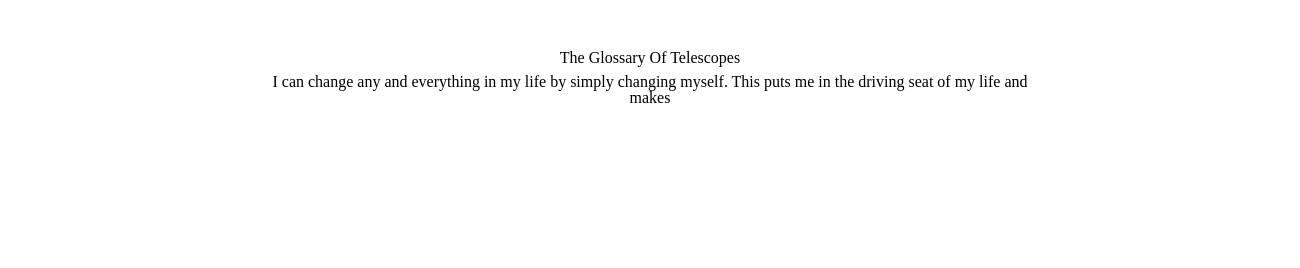 The Glossary Of Telescopes
I can change any and everything in my life by simply changing myself. This puts me in the driving seat of my life and
makes